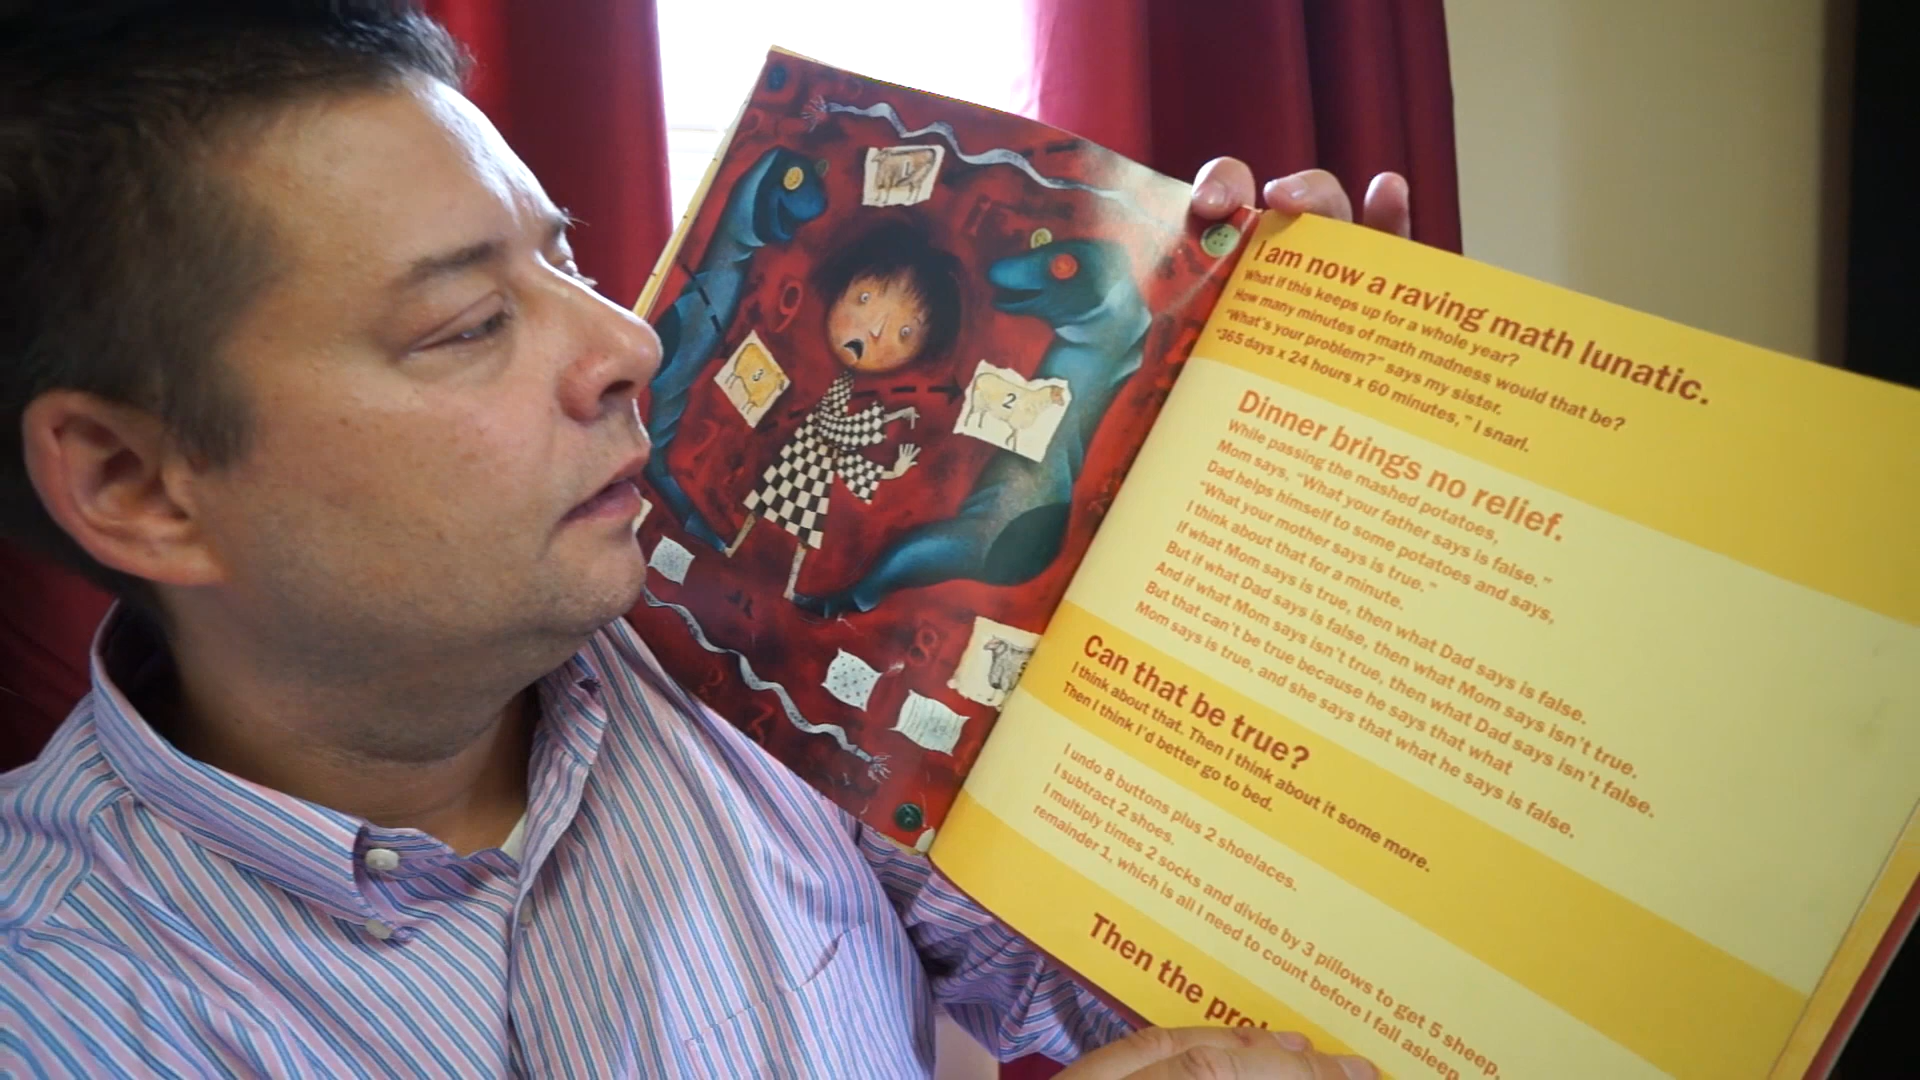 1
3
2
I am now a raving math lunatic.
What if this keeps up for a whole year?
How many minutes of math madness would that be?
"What's your problem?" says my sister.
"365 days x 24 hours x 60 minutes," I snarl.
Dinner brings no relief.
While passing the mashed potatoes,
Mom says, "What your father says is false."
Dad helps himself to some potatoes and says,
"What your mother says is true."
I think about that for a minute.
If what Mom says is true, then what Dad says is false.
But if what Dad says is false, then what Mom says isn't true.
And if what Mom says isn't true, then what Dad says isn't false.
But that can't be true because he says that what
Mom says is true, and she says that what he says is false.
Can that be true?
I think about that. Then I think about it some more.
Then I think I'd better go to bed.
I undo 8 buttons plus 2 shoelaces.
I subtract 2 shoes.
I multiply times 2 socks and divide by 3 pillows to get 5 sheep,
remainder 1, which is all I need to count before I fall asleep.
Then the